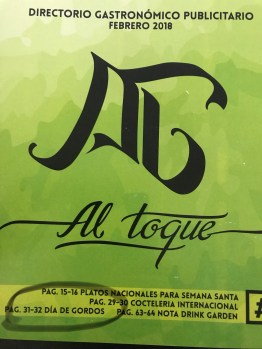 DIRECTORIO GASTRONÓMICO PUBLICITARIO
FEBRERO 2018
AT
Al toque
PAG. 15-16 PLATOS NACIONALES PARA SEMANA SANTA
PAG. 29-30 COCTELERIA INTERNACIONAL
PAG. 31-32 DÍA DE GORDOS PAG. 63-64 NOTA DRINK GARDEN
#